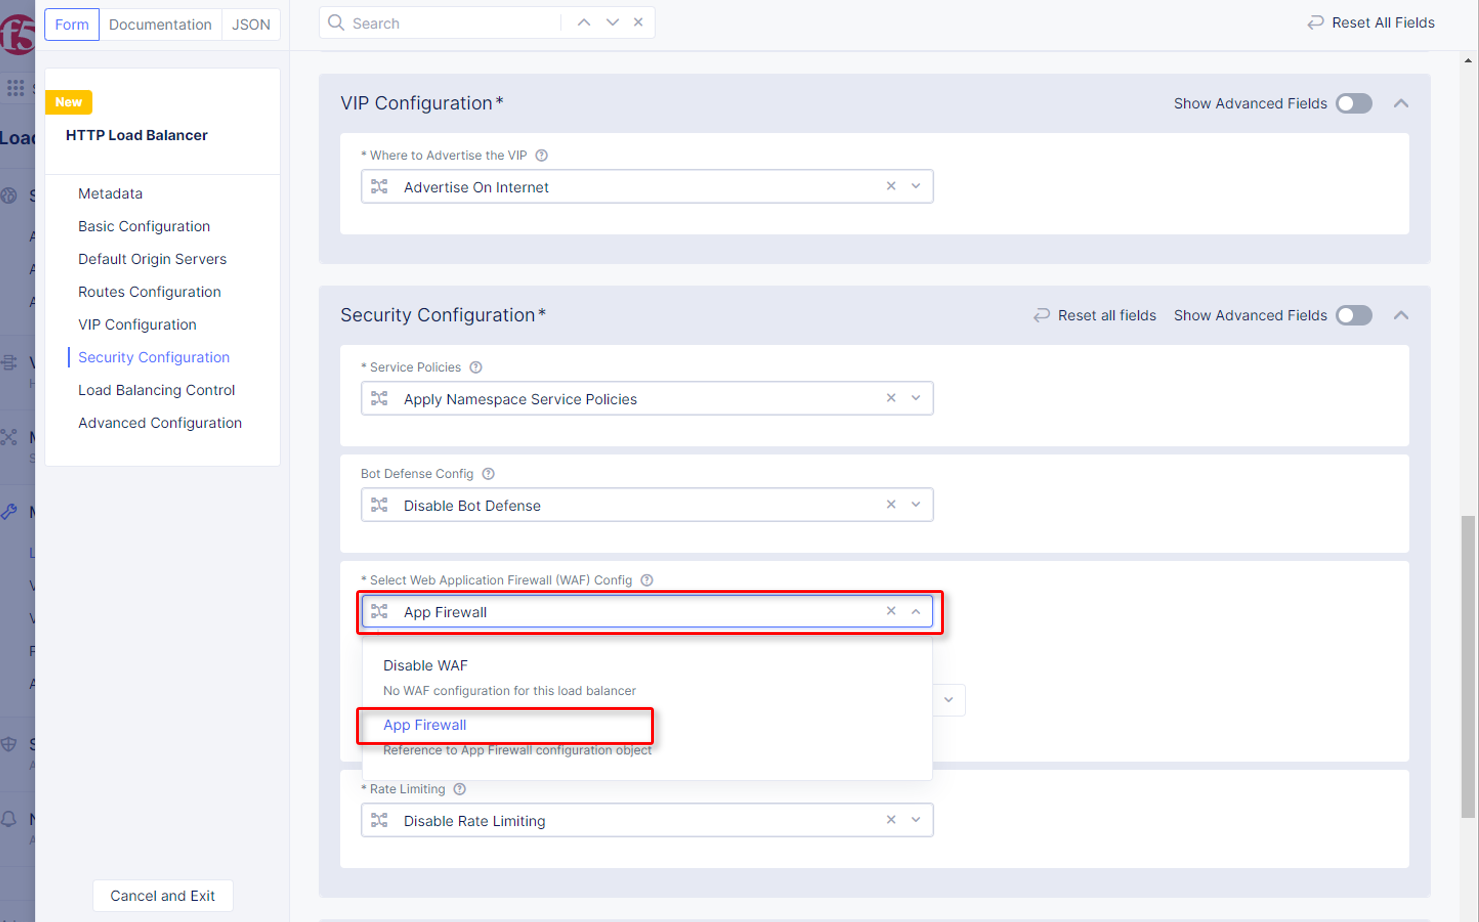 Form
Documentation
JSON
Search
Reset All Fields
f5
New
HTTP Load Balancer
Metadata
Basic Configuration
Default Origin Servers
Routes Configuration
VIP Configuration
Security Configuration
Load Balancing Control
Advanced Configuration
Cancel and Exit
VIP Configuration*
Show Advanced Fields
* Where to Advertise the VIP
Advertise On Internet
Security Configuration*
Reset all fields
Show Advanced Fields
* Service Policies
Apply Namespace Service Policies
Bot Defense Config
Disable Bot Defense
* Select Web Application Firewall (WAF) Config
App Firewall
Disable WAF
No WAF configuration for this load balancer
App Firewall
Reference to App Firewall configuration object
* Rate Limiting
Disable Rate Limiting